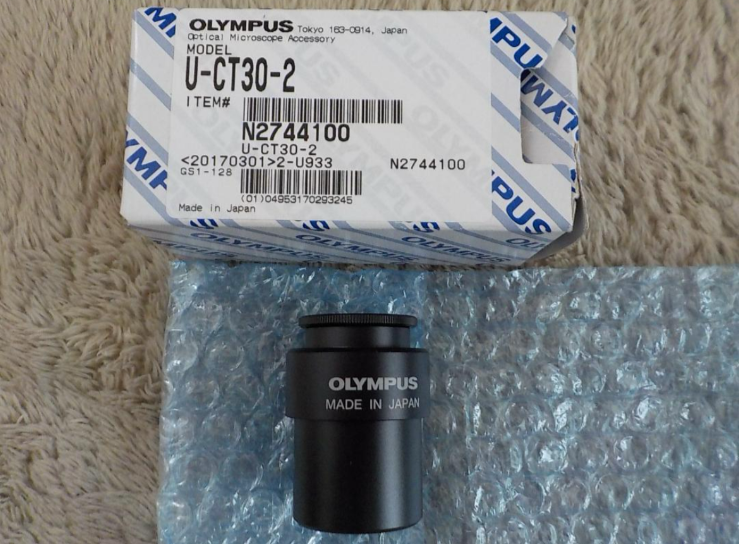 OLYMPUS Tokyo 163-0914, Japan
Optical Microscope Accessory
MODEL
U-CT30-2
ITEM#
N2744100
U-CT30-2
<20170301>2-U933 N2744100
GS1-128
(01)04953170293245
Made in Japan
OLYMPUS
MADE IN JAPAN